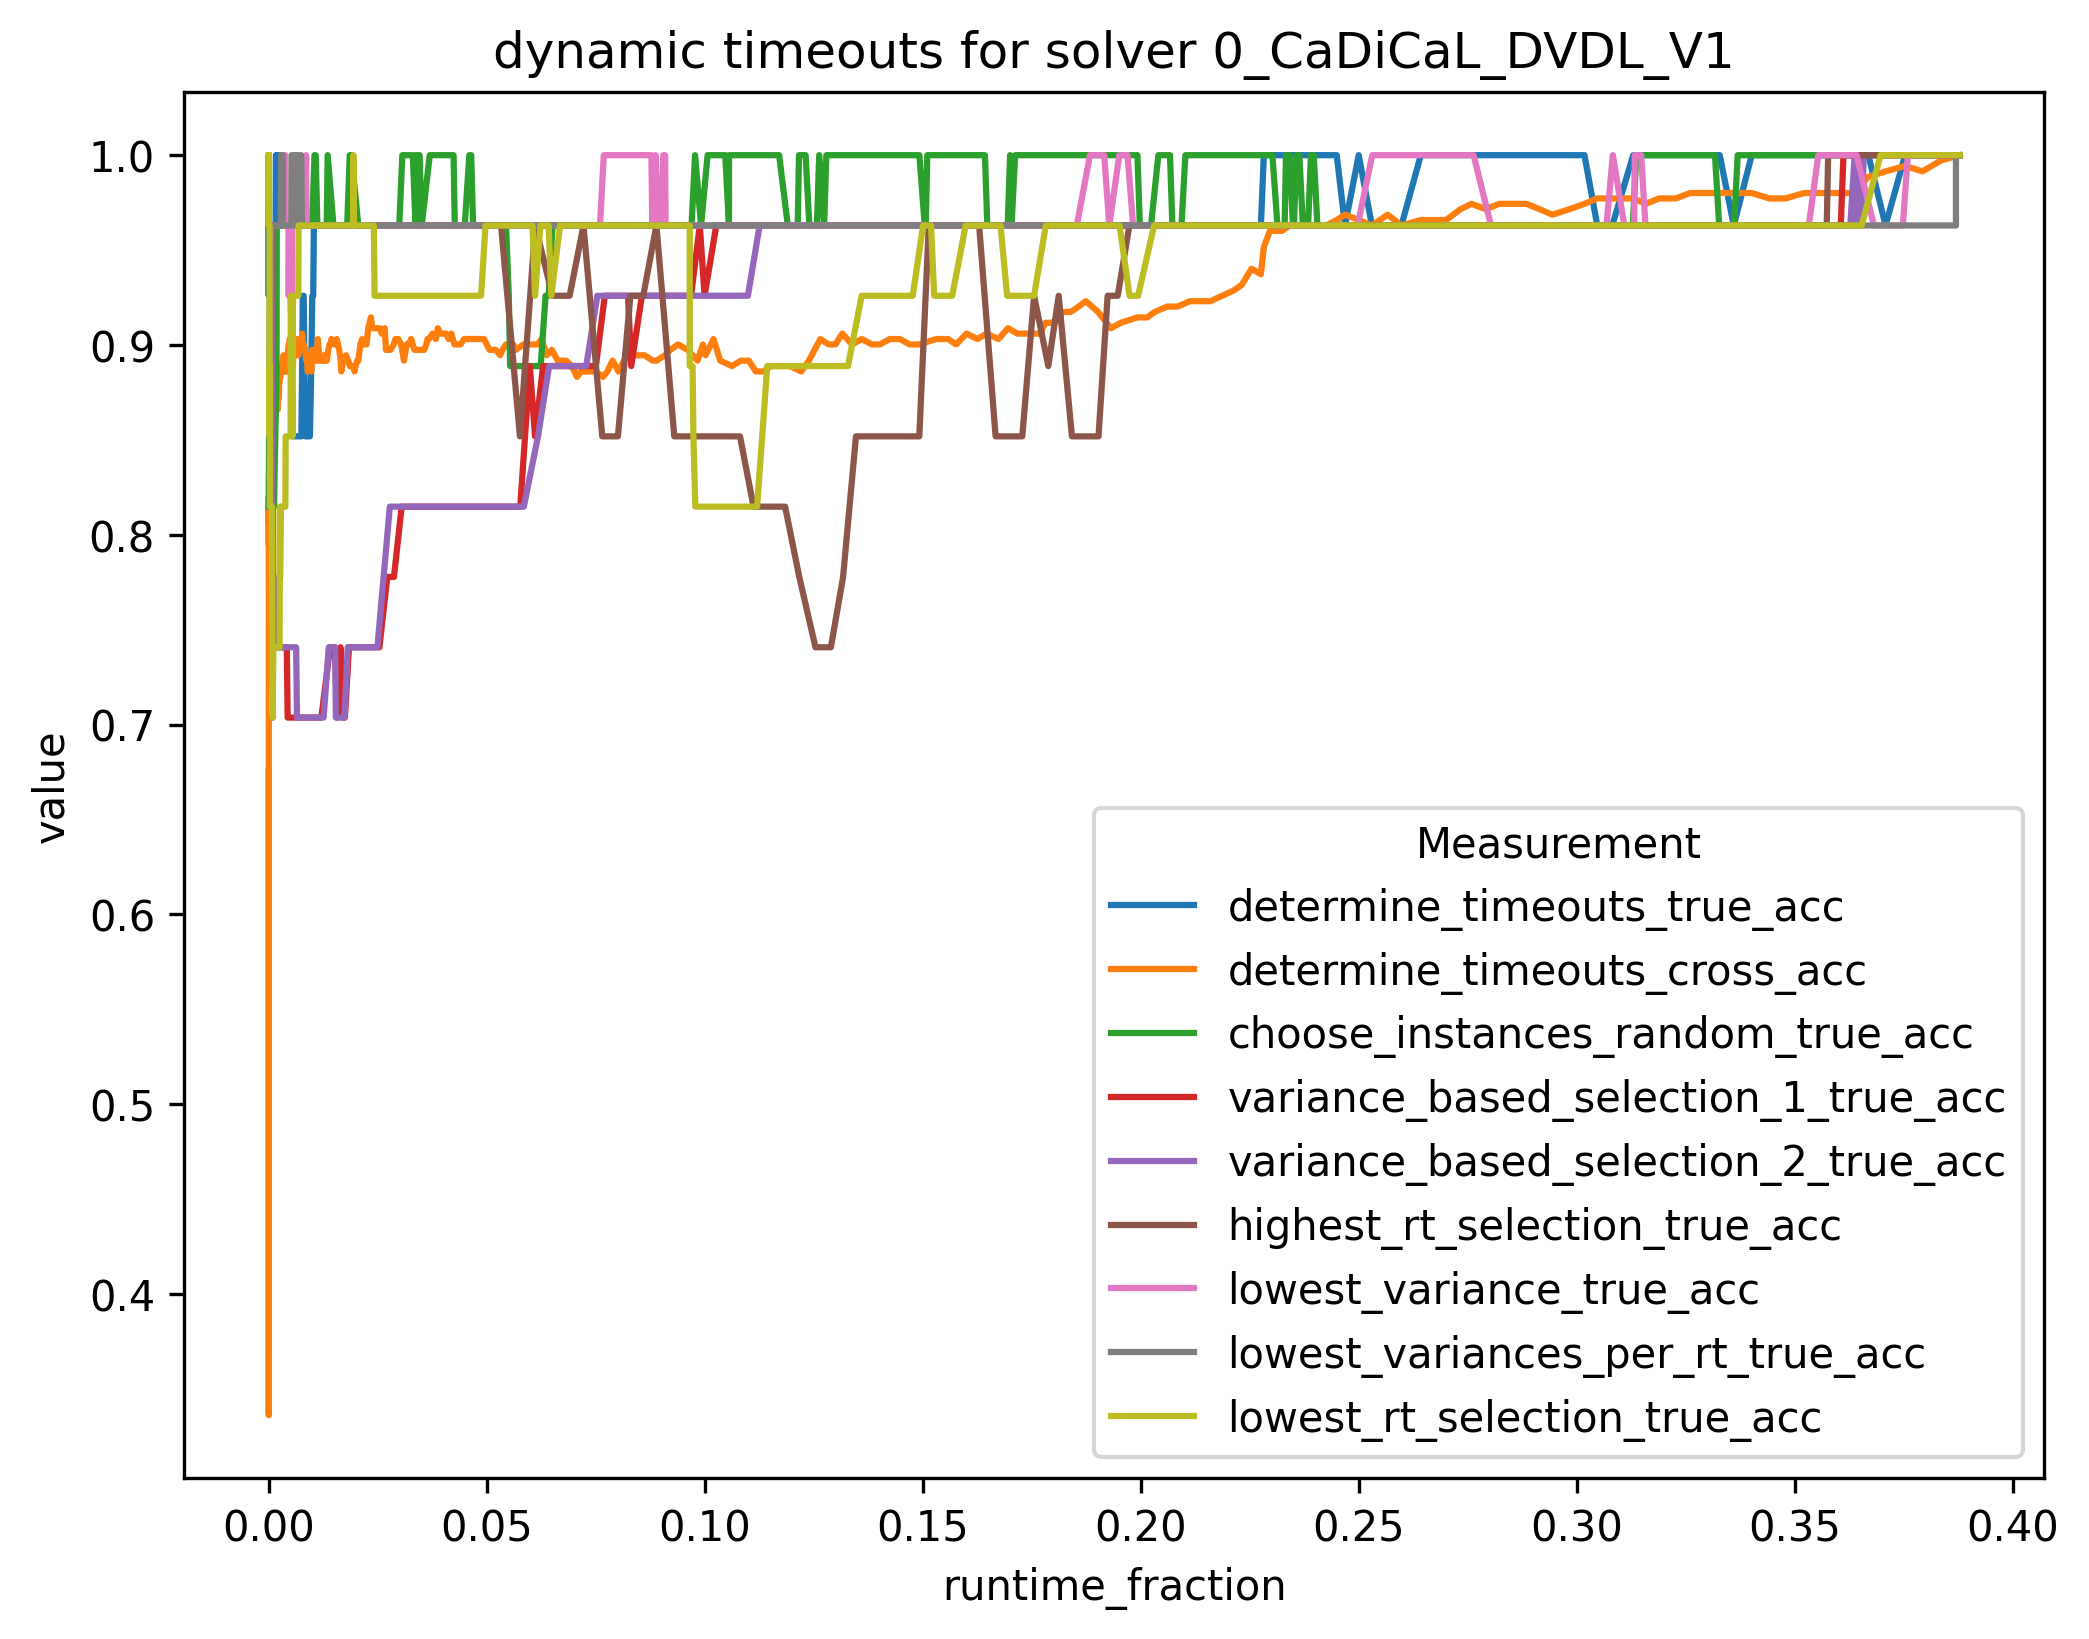 dynamic timeouts for solver 0_CaDiCaL_DVDL_V1
value
1.0
0.9
0.8
0.7
0.6
0.5
0.4
Measurement
determine_timeouts_true_acc
determine_timeouts_cross_acc
choose_instances_random_true_acc
variance_based_selection_1_true_acc
variance_based_selection_2_true_acc
highest_rt_selection_true_acc
lowest_variance_true_acc
lowest_variances_per_rt_true_acc
lowest_rt_selection_true_acc
0.00 0.05 0.10 0.15 0.20 0.25 0.30 0.35 0.40
runtime_fraction